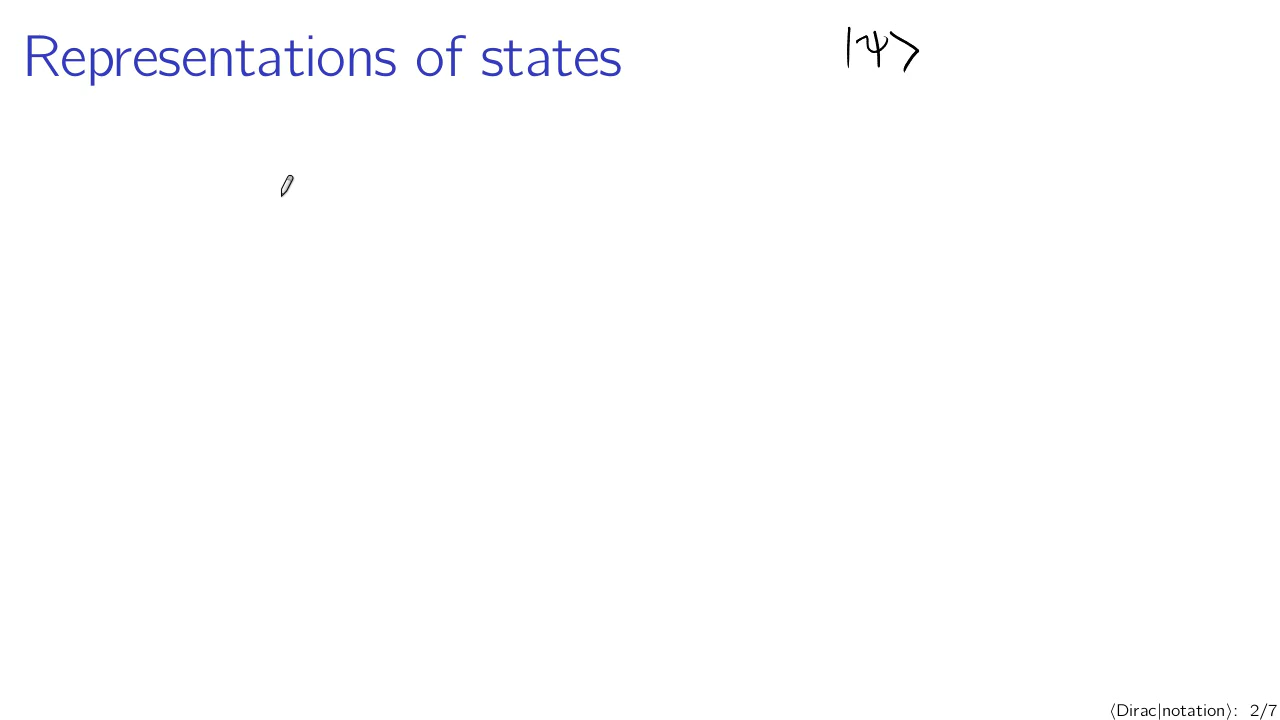 Representations of states
|ψ⟩
⟨Dirac|notation⟩: 2/7